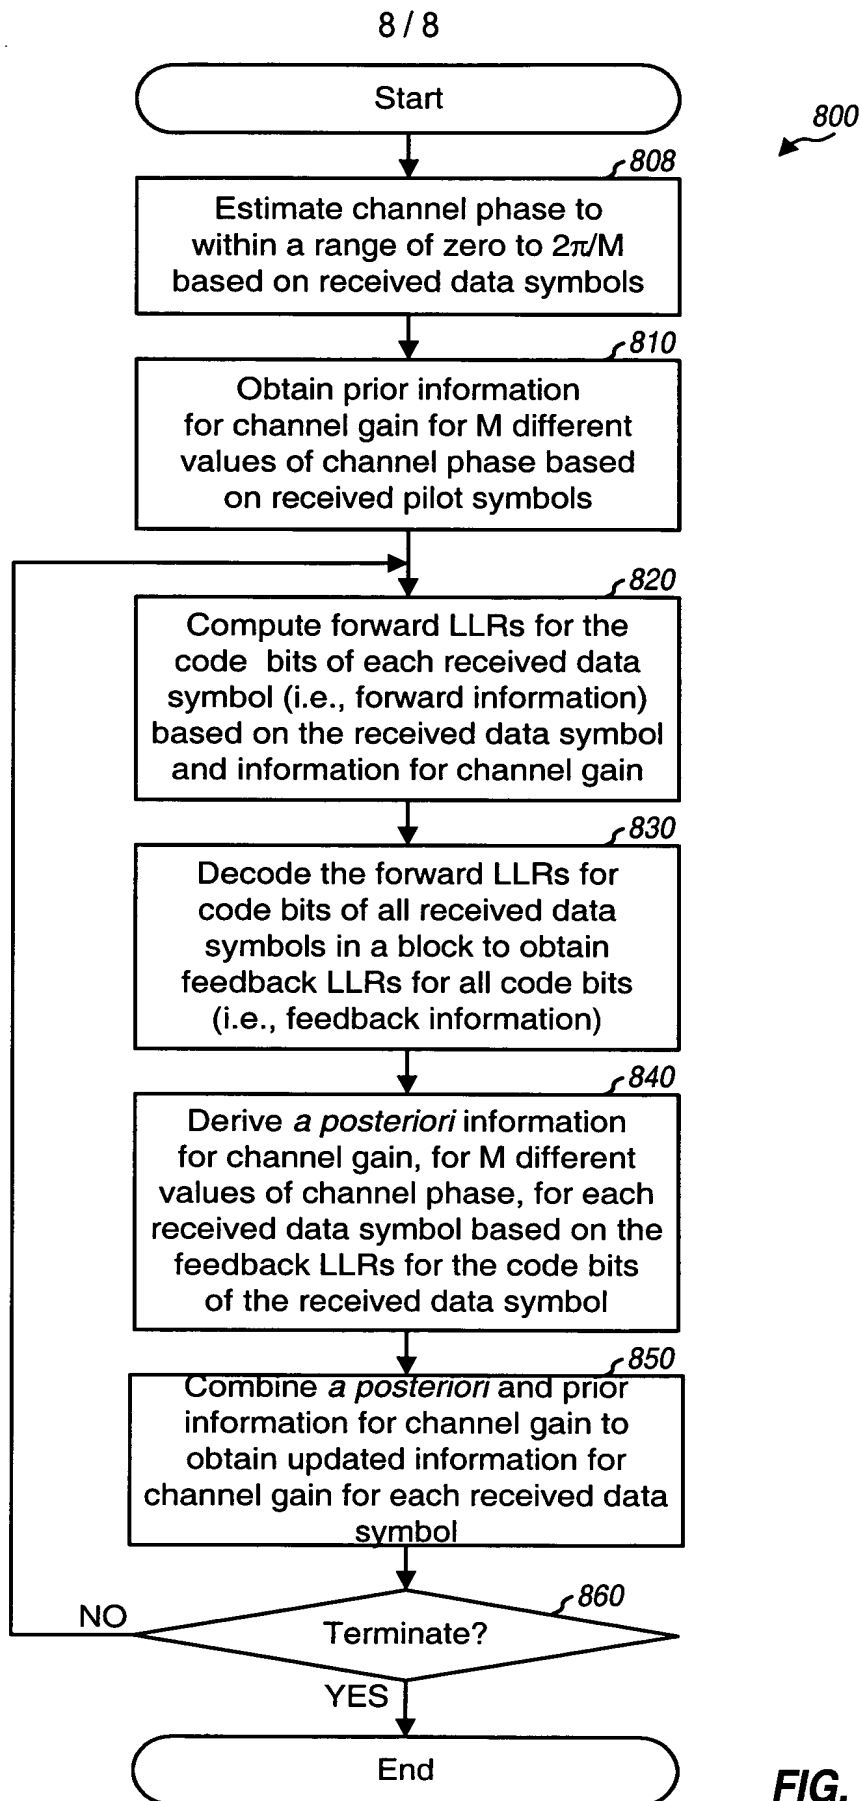 8 / 8
Start
800
808
Estimate channel phase to
within a range of zero to 2π/M
based on received data symbols
810
Obtain prior information
for channel gain for M different
values of channel phase based
on received pilot symbols
820
Compute forward LLRs for the
code bits of each received data
symbol (i.e., forward information)
based on the received data symbol
and information for channel gain
830
Decode the forward LLRs for
code bits of all received data
symbols in a block to obtain
feedback LLRs for all code bits
(i.e., feedback information)
840
Derive a posteriori information
for channel gain, for M different
values of channel phase, for each
received data symbol based on the
feedback LLRs for the code bits
of the received data symbol
850
Combine a posteriori and prior
information for channel gain to
obtain updated information for
channel gain for each received data
symbol
860
NO
Terminate?
YES
End
FIG.